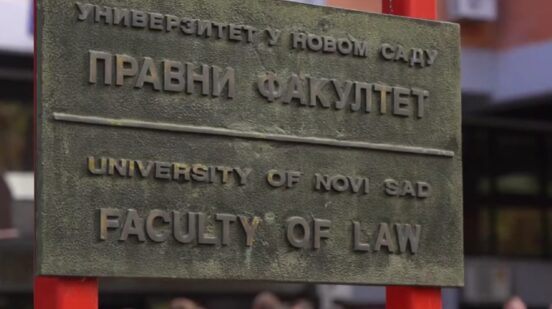 УНИВЕРЗИТЕТ У НОВОМ САДУ
ПРАВНИ ФАКУЛТЕТ
UNIVERSITY OF NOVI SAD
FACULTY OF LAW